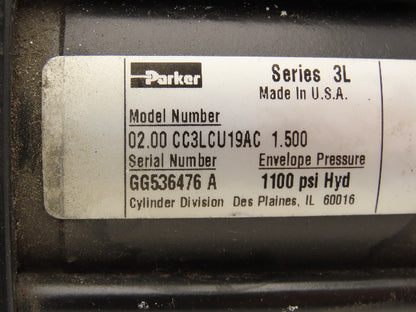 Parker Series 3L
Made In U.S.A.
Model Number
02.00 CC3LCU19AC 1.500
Serial Number Envelope Pressure
GG536476 A 1100 psi Hyd
Cylinder Division Des Plaines, IL 60016